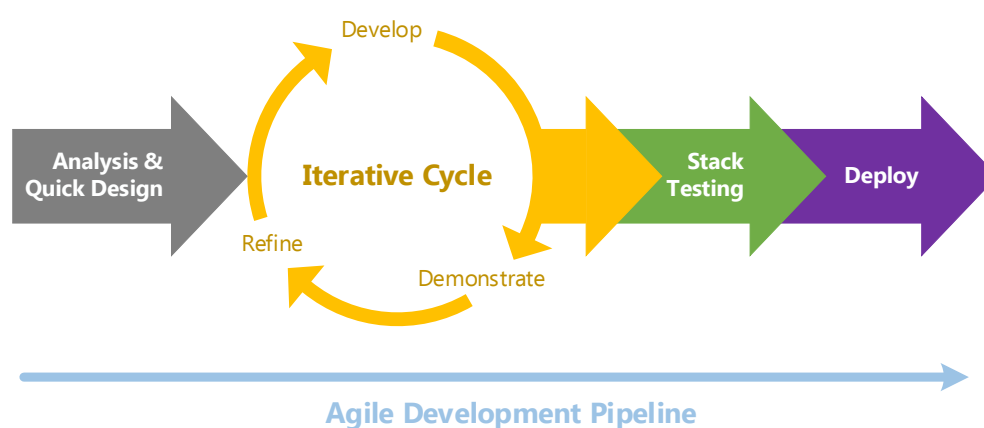 Develop
Analysis &
Quick Design
Iterative Cycle
Stack
Testing
Deploy
Refine
Demonstrate
Agile Development Pipeline